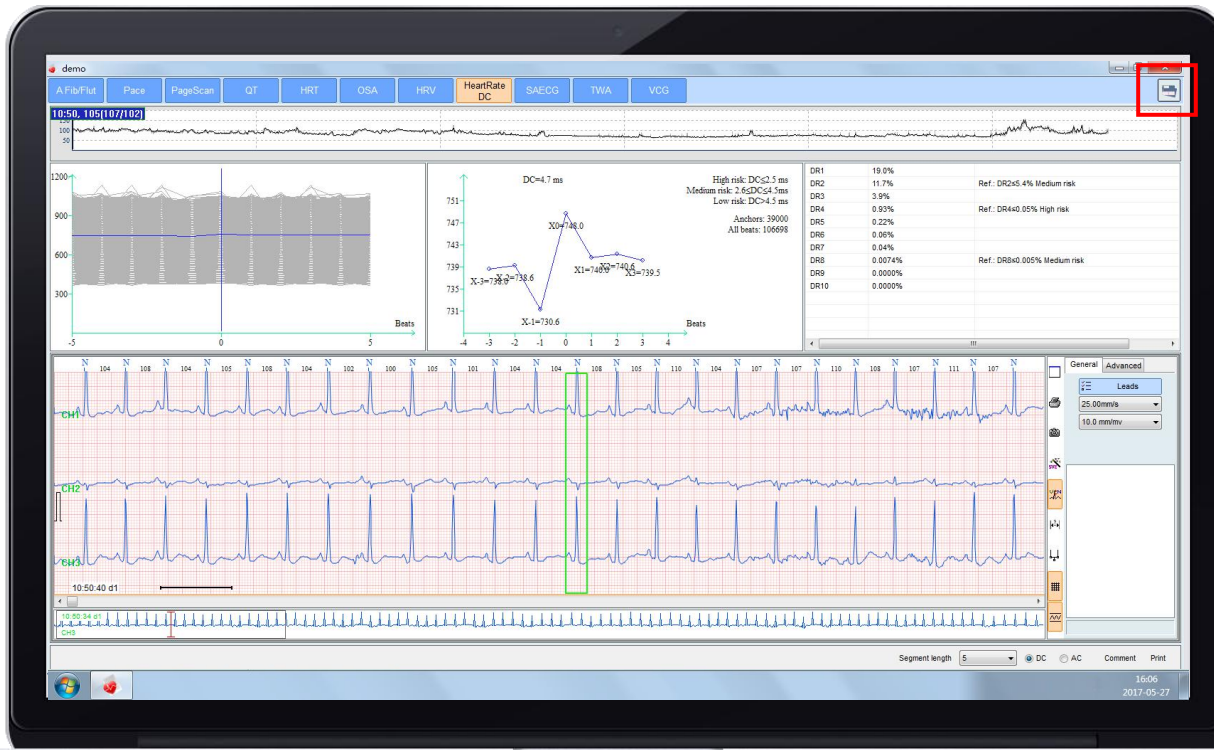 demo
A Fib/Flut Pace PageScan QT HRT OSA HRV HeartRate DC SAECG TWA VCG
10:50, 105(107/102)
150
100
50
1200
900
600
300
-5 0 5
Beats
DC=4.7 ms
High risk: DC≤2.5 ms
Medium risk: 2.6≤DC≤4.5ms
Low risk: DC>4.5 ms
Anchors: 39000
All beats: 106698
751
747
743
739
735
731
X0=748.0
X-3=738.6
X-2=738.6
X-1=730.6
X2=740.6
X3=739.5
-4 -3 -2 -1 0 1 2 3 4
Beats
DR1 19.0%
DR2 11.7% Ref.: DR2≤5.4% Medium risk
DR3 3.9%
DR4 0.93% Ref.: DR4≤0.05% High risk
DR5 0.22%
DR6 0.06%
DR7 0.04%
DR8 0.0074% Ref.: DR8≤0.005% Medium risk
DR9 0.0000%
DR10 0.0000%
N N N N N N N N N N N N N N N N N N N N N N N N
104 108 104 105 108 104 102 100 105 101 104 104 108 105 110 104 107 107 110 108 107 111 107
CH1
CH2
CH3
10:50:40 d1
10:50:34 d1
CH3
General Advanced
Leads
25.00mm/s
10.0 mm/mv
Segment length 5 DC AC Comment Print
16:06
2017-05-27